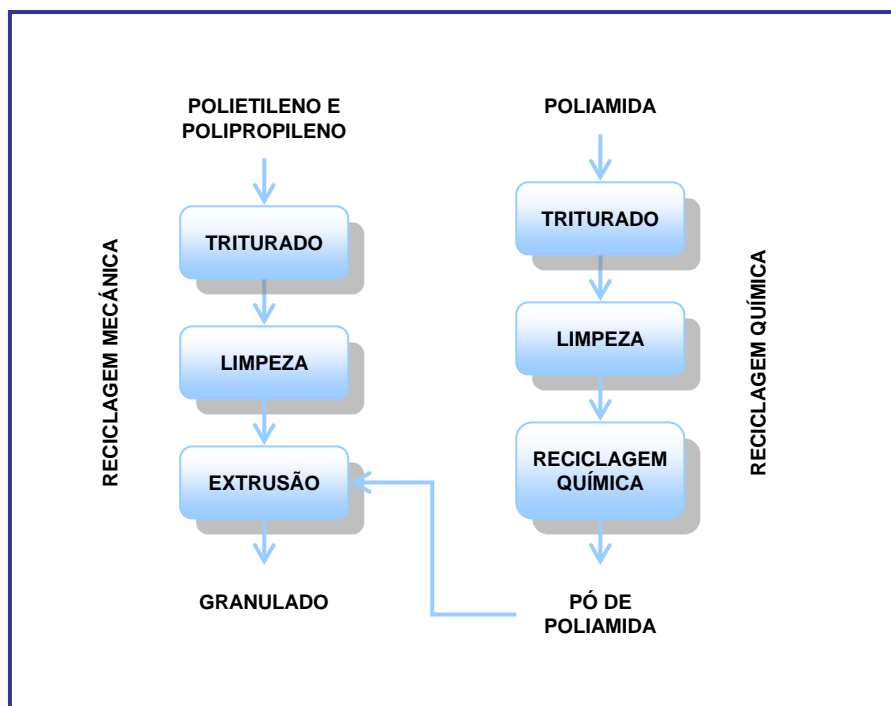 POLIETILENO E
POLIPROPILENO
TRITURADO
LIMPEZA
EXTRUSÃO
GRANULADO
RECICLAGEM MECÁNICA
POLIAMIDA
TRITURADO
LIMPEZA
RECICLAGEM
QUÍMICA
PÓ DE
POLIAMIDA
RECICLAGEM QUÍMICA